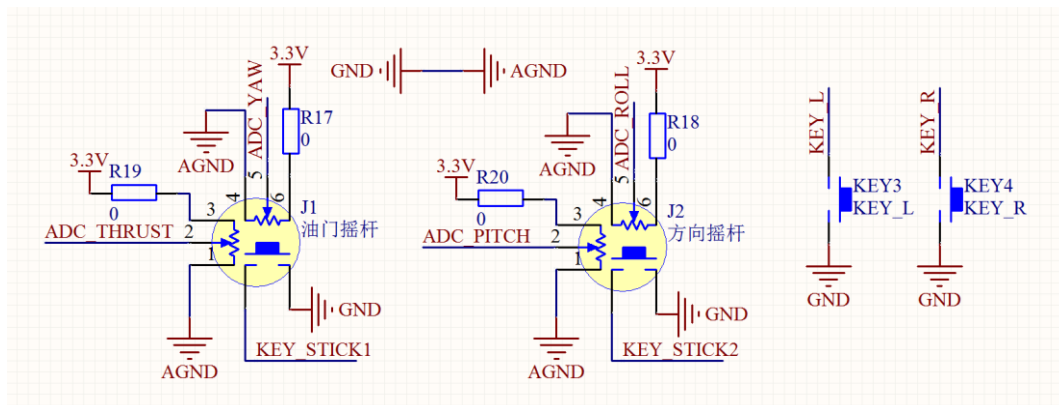 3.3V
GND
AGND
3.3V
ADC_YAW
R17
0
ADC_ROLL
R18
0
KEY_L
KEY_R
AGND
AGND
3.3V
R19
0
5
4
6
3.3V
R20
0
5
4
6
KEY3
KEY_L
KEY4
KEY_R
3
J1
油门摇杆
3
J2
方向摇杆
ADC_THRUST
2
1
ADC_PITCH
2
1
GND
GND
GND
GND
KEY_STICK1
KEY_STICK2
AGND
AGND